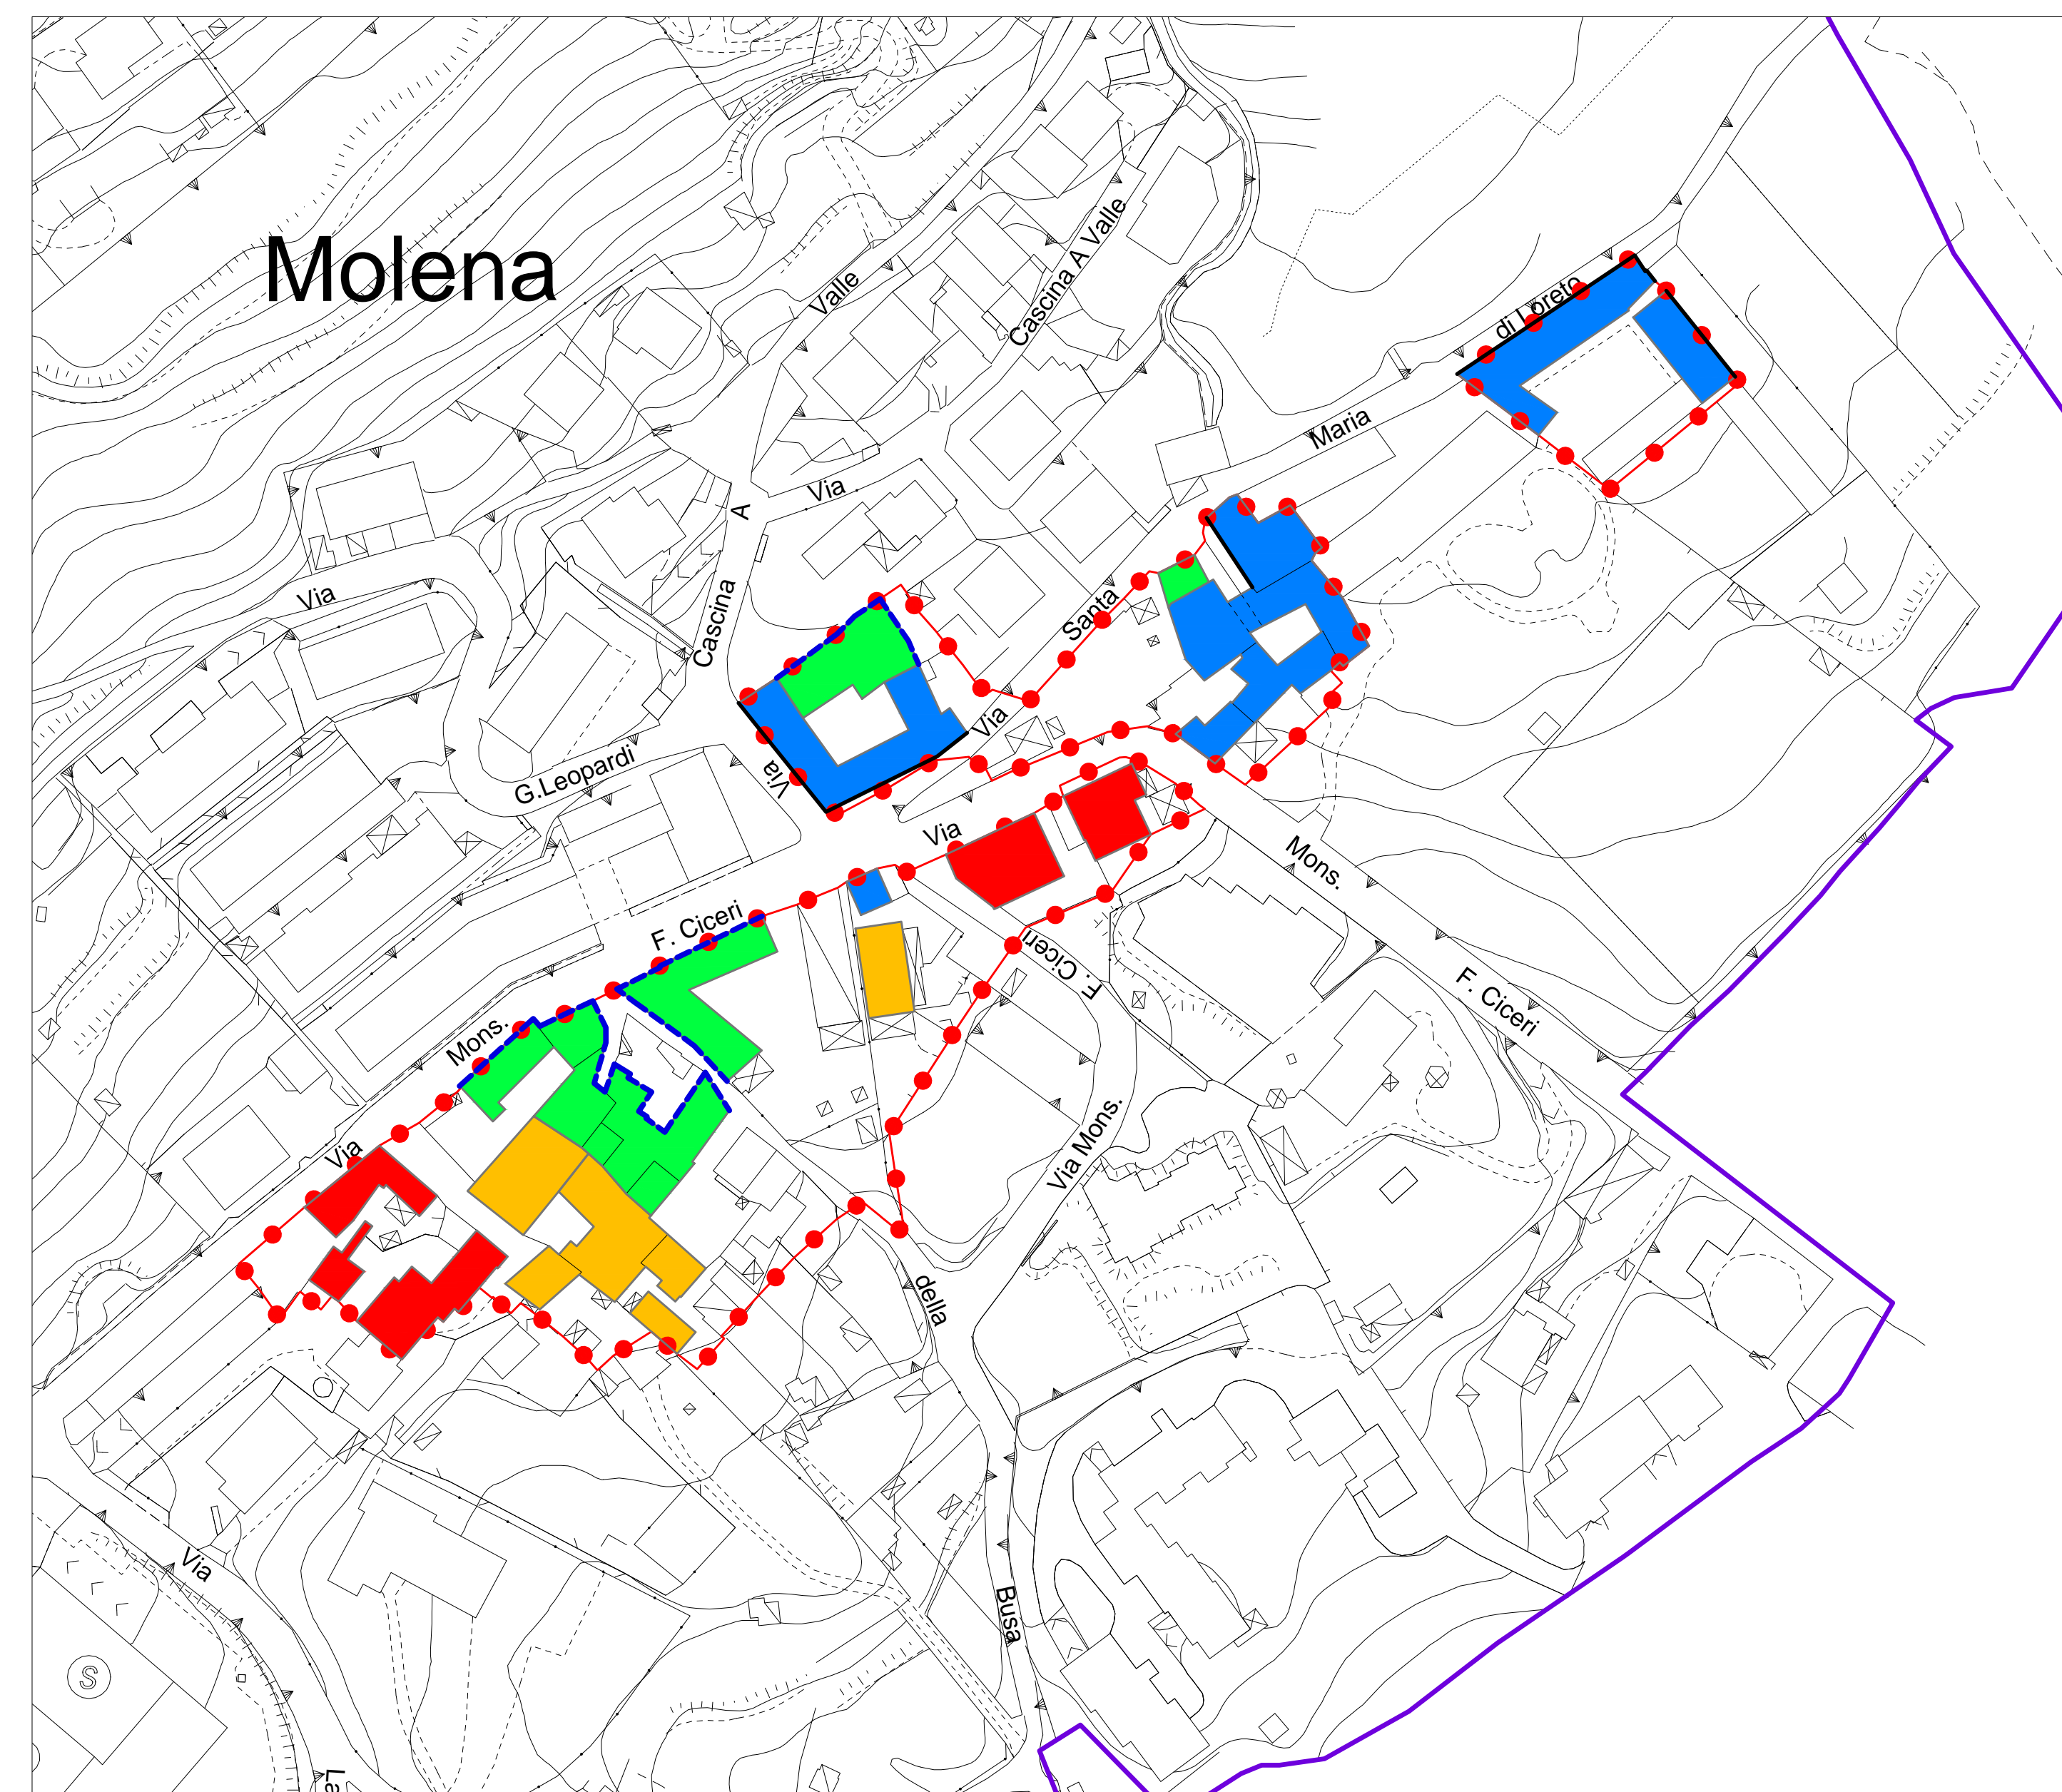 Molena
Valle
Cascina A Valle
di Loreto
Maria
Via
A
Via
Cascina
Santa
Via
Via
G.Leopardi
Via
Mons.
F. Ciceri
F. Ciceri
F. Ciceri
Mons.
Via Mons.
Via
della
Via
Busa
S
La